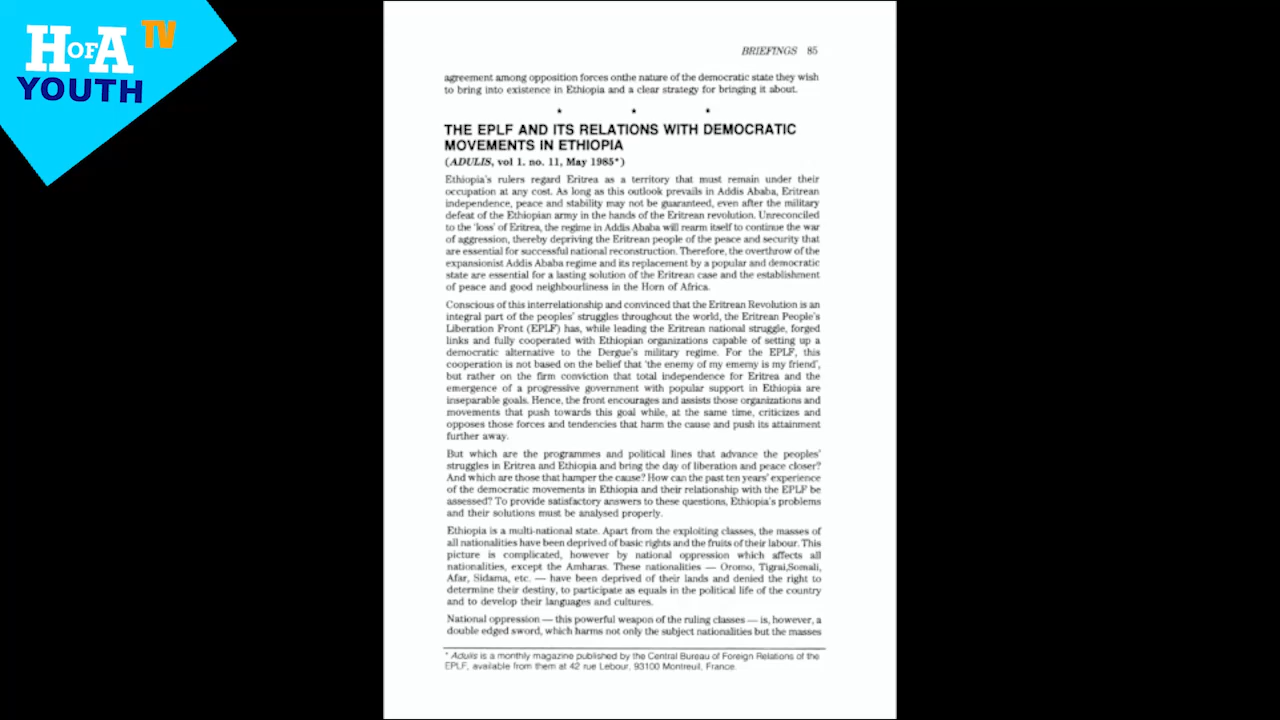 H OF A TV
YOUTH
BRIEFINGS 85
agreement among opposition forces onthe nature of the democratic state they wish
to bring into existence in Ethiopia and a clear strategy for bringing it about.
* * *
THE EPLF AND ITS RELATIONS WITH DEMOCRATIC
MOVEMENTS IN ETHIOPIA
(ADULIS, vol 1. no. 11, May 1985*)
Ethiopia's rulers regard Eritrea as a territory that must remain under their
occupation at any cost. As long as this outlook prevails in Addis Ababa, Eritrean
independence, peace and stability may not be guaranteed, even after the military
defeat of the Ethiopian army in the hands of the Eritrean revolution. Unreconciled
to the 'loss' of Eritrea, the regime in Addis Ababa will rearm itself to continue the war
of aggression, thereby depriving the Eritrean people of the peace and security that
are essential for successful national reconstruction. Therefore, the overthrow of the
expansionist Addis Ababa regime and its replacement by a popular and democratic
state are essential for a lasting solution of the Eritrean case and the establishment
of peace and good neighbourliness in the Horn of Africa.
Conscious of this interrelationship and convinced that the Eritrean Revolution is an
integral part of the peoples' struggles throughout the world, the Eritrean People's
Liberation Front (EPLF) has, while leading the Eritrean national struggle, forged
links and fully cooperated with Ethiopian organizations capable of setting up a
democratic alternative to the Dergue's military regime. For the EPLF, this
cooperation is not based on the belief that 'the enemy of my ememy is my friend',
but rather on the firm conviction that total independence for Eritrea and the
emergence of a progressive government with popular support in Ethiopia are
inseparable goals. Hence, the front encourages and assists those organizations and
movements that push towards this goal while, at the same time, criticizes and
opposes those forces and tendencies that harm the cause and push its attainment
further away.
But which are the programmes and political lines that advance the peoples'
struggles in Eritrea and Ethiopia and bring the day of liberation and peace closer?
And which are those that hamper the cause? How can the past ten years' experience
of the democratic movements in Ethiopia and their relationship with the EPLF be
assessed? To provide satisfactory answers to these questions, Ethiopia's problems
and their solutions must be analysed properly.
Ethiopia is a multi-national state. Apart from the exploiting classes, the masses of
all nationalities have been deprived of basic rights and the fruits of their labour. This
picture is complicated, however by national oppression which affects all
nationalities, except the Amharas. These nationalities — Oromo, Tigrai,Somali,
Afar, Sidama, etc. — have been deprived of their lands and denied the right to
determine their destiny, to participate as equals in the political life of the country
and to develop their languages and cultures.
National oppression — this powerful weapon of the ruling classes — is, however, a
double edged sword, which harms not only the subject nationalities but the masses
* Adulis is a monthly magazine published by the Central Bureau of Foreign Relations of the
EPLF, available from them at 42 rue Lebour, 93100 Montreuil, France.